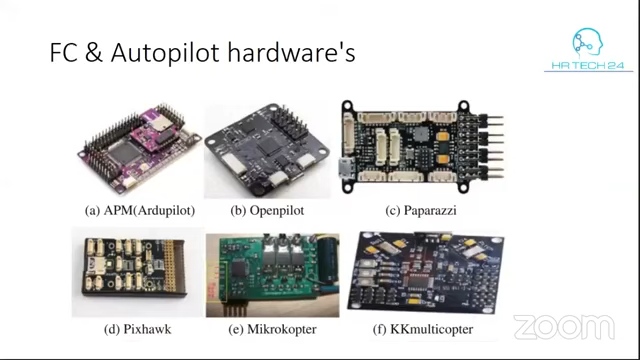 FC & Autopilot hardware's
HR TECH 24
(a) APM(Ardupilot)
(b) Openpilot
(c) Paparazzi
(d) Pixhawk
(e) Mikrokopter
(f) KKmulticopter
zoom